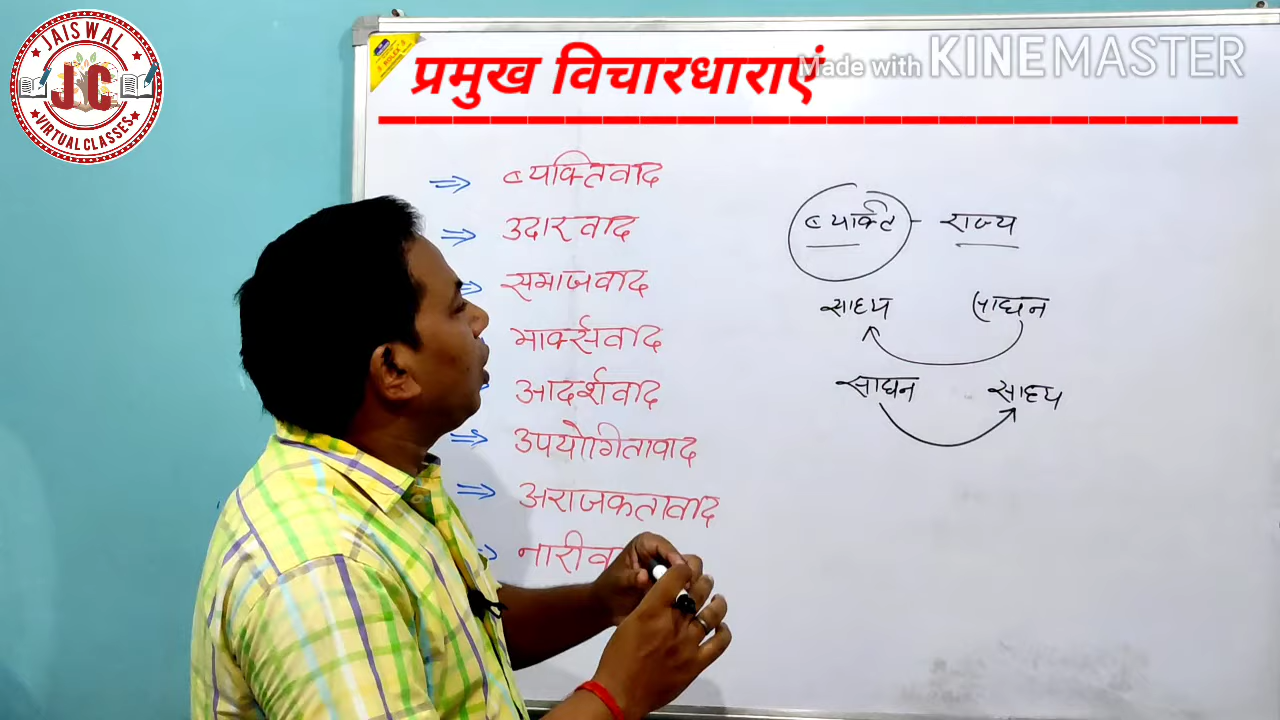 JAISWAL
JC
VIRTUAL CLASSES
प्रमुख विचारधाराएं
Made with KINEMASTER
व्यक्तिवाद
उदारवाद
समाजवाद
मार्क्सवाद
आदर्शवाद
उपयोगितावाद
अराजकतावाद
नारीवा
व्यक्ति - राज्य
साध्य साधन
साधन साध्य